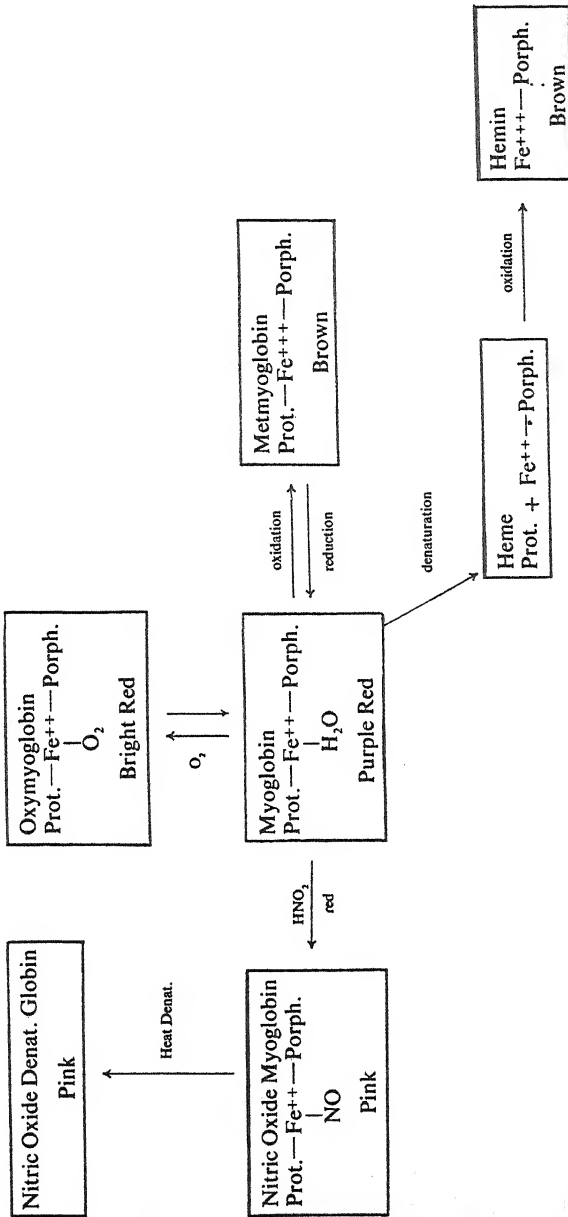 Nitric Oxide Denat. Globin
Pink
Heat Denat.
Nitric Oxide Myoglobin
Prot.—Fe++—Porph.
NO
Pink
HNO₂
red
Oxymyoglobin
Prot.—Fe++—Porph.
O₂
Bright Red
O₂
Myoglobin
Prot.—Fe++—Porph.
H₂O
Purple Red
oxidation
reduction
Metmyoglobin
Prot.—Fe+++—Porph.
Brown
denaturation
Heme
Prot. + Fe++—Porph.
oxidation
Hemin
Fe+++—Porph.
Brown